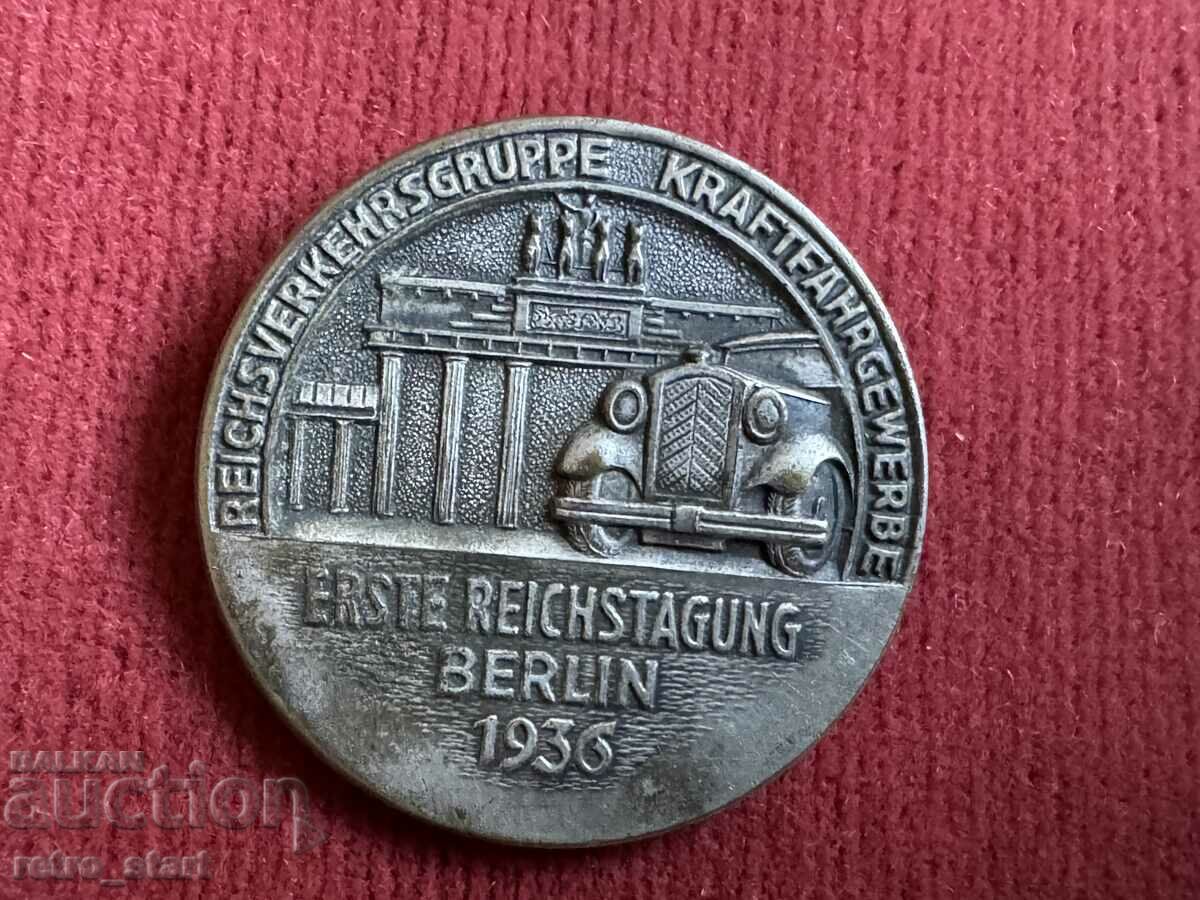 REICHSVERKEHRSGRUPPE KRAFTFAHRGEWERBE
ERSTE REICHSTAGUNG
BERLIN
1936
BALKAN
auction
retro_start